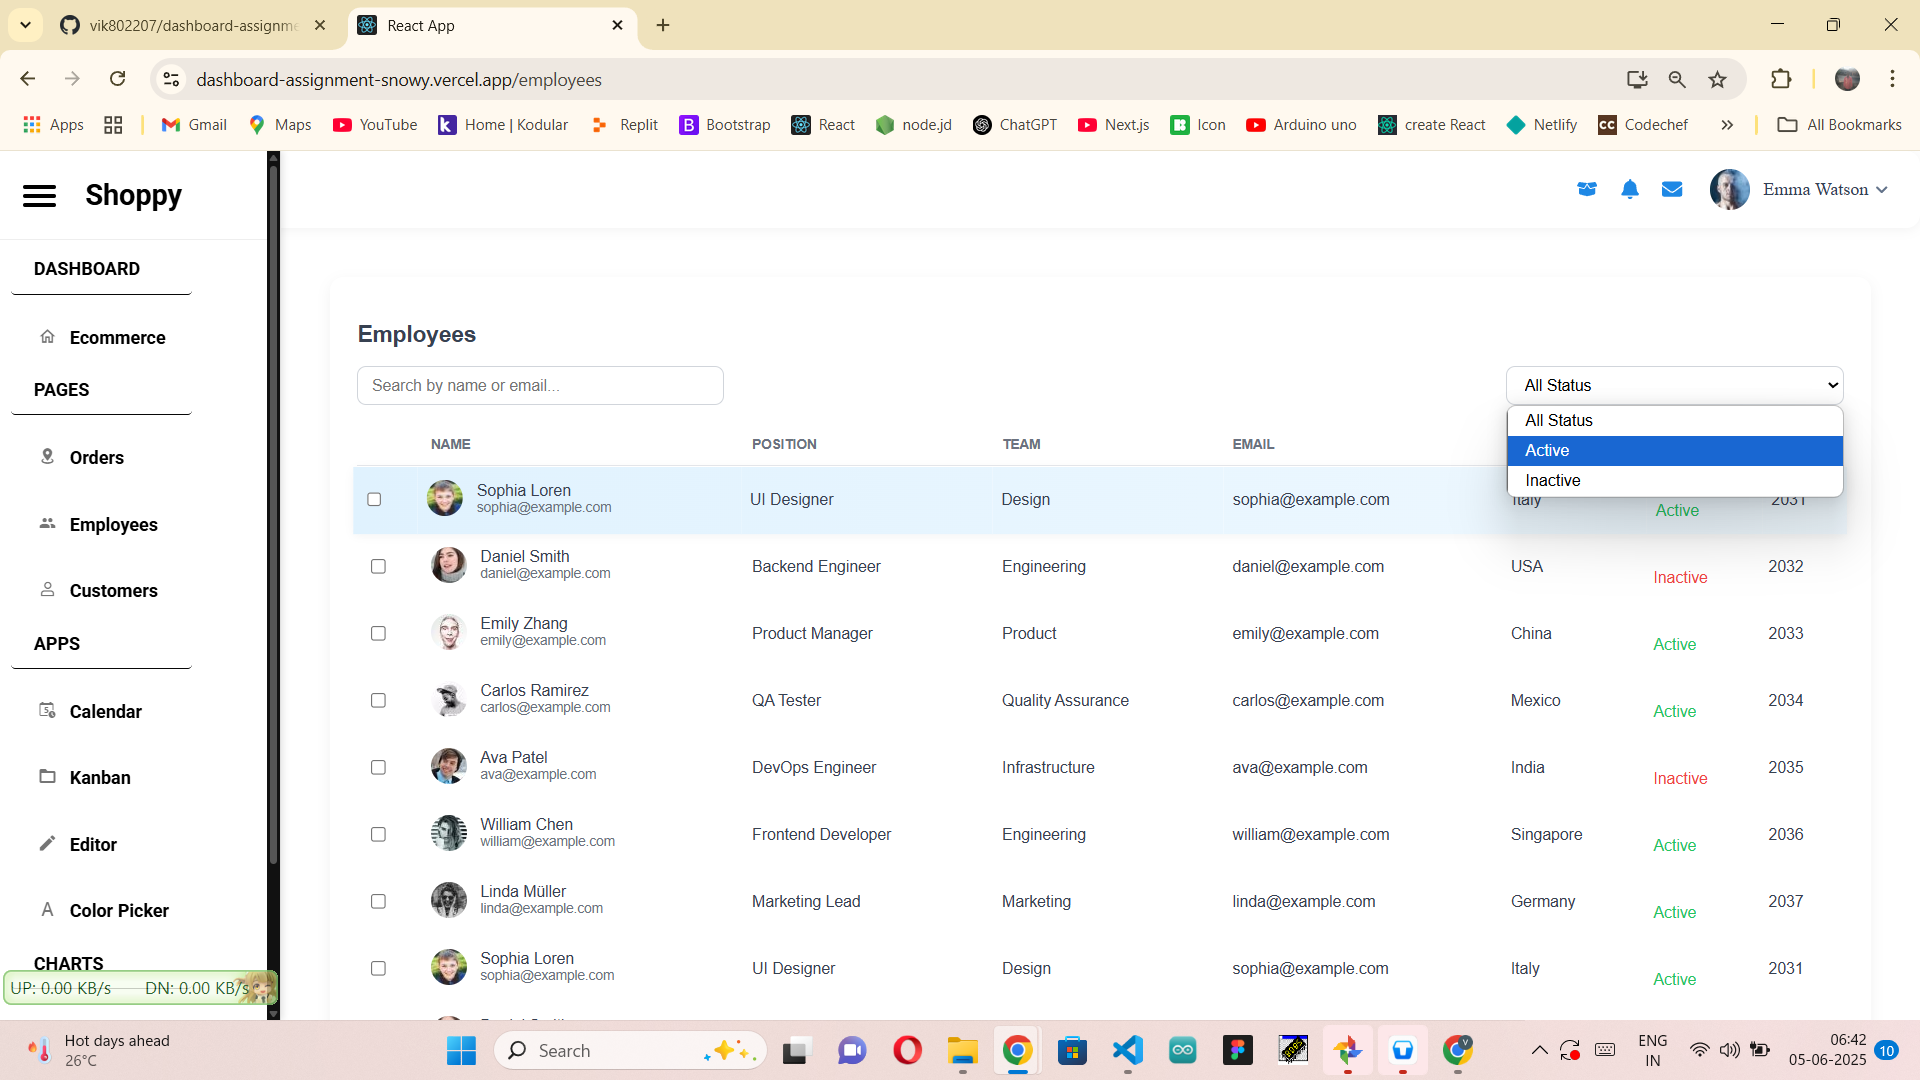 vik802207/dashboard-assignme
React App
dashboard-assignment-snowy.vercel.app/employees
Apps
Gmail
Maps
YouTube
Home | Kodular
Replit
Bootstrap
React
node.jd
ChatGPT
Next.js
Icon
Arduino uno
create React
Netlify
Codechef
All Bookmarks
Shoppy
Emma Watson
DASHBOARD
Ecommerce
PAGES
Orders
Employees
Customers
APPS
Calendar
Kanban
Editor
Color Picker
CHARTS
UP: 0.00 KB/s DN: 0.00 KB/s
Employees
Search by name or email...
All Status
All Status
Active
Inactive
NAME POSITION TEAM EMAIL
Sophia Loren
sophia@example.com
UI Designer Design sophia@example.com Italy Active 2031
Daniel Smith
daniel@example.com
Backend Engineer Engineering daniel@example.com USA Inactive 2032
Emily Zhang
emily@example.com
Product Manager Product emily@example.com China Active 2033
Carlos Ramirez
carlos@example.com
QA Tester Quality Assurance carlos@example.com Mexico Active 2034
Ava Patel
ava@example.com
DevOps Engineer Infrastructure ava@example.com India Inactive 2035
William Chen
william@example.com
Frontend Developer Engineering william@example.com Singapore Active 2036
Linda Müller
linda@example.com
Marketing Lead Marketing linda@example.com Germany Active 2037
Sophia Loren
sophia@example.com
UI Designer Design sophia@example.com Italy Active 2031
Hot days ahead
26°C
Search
ENG
IN
06:42
05-06-2025
10